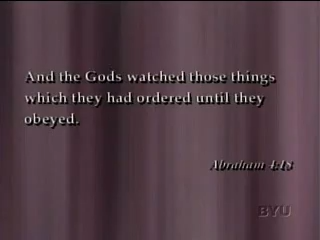 And the Gods watched those things
which they had ordered until they
obeyed.
Abraham 4:18
BYU